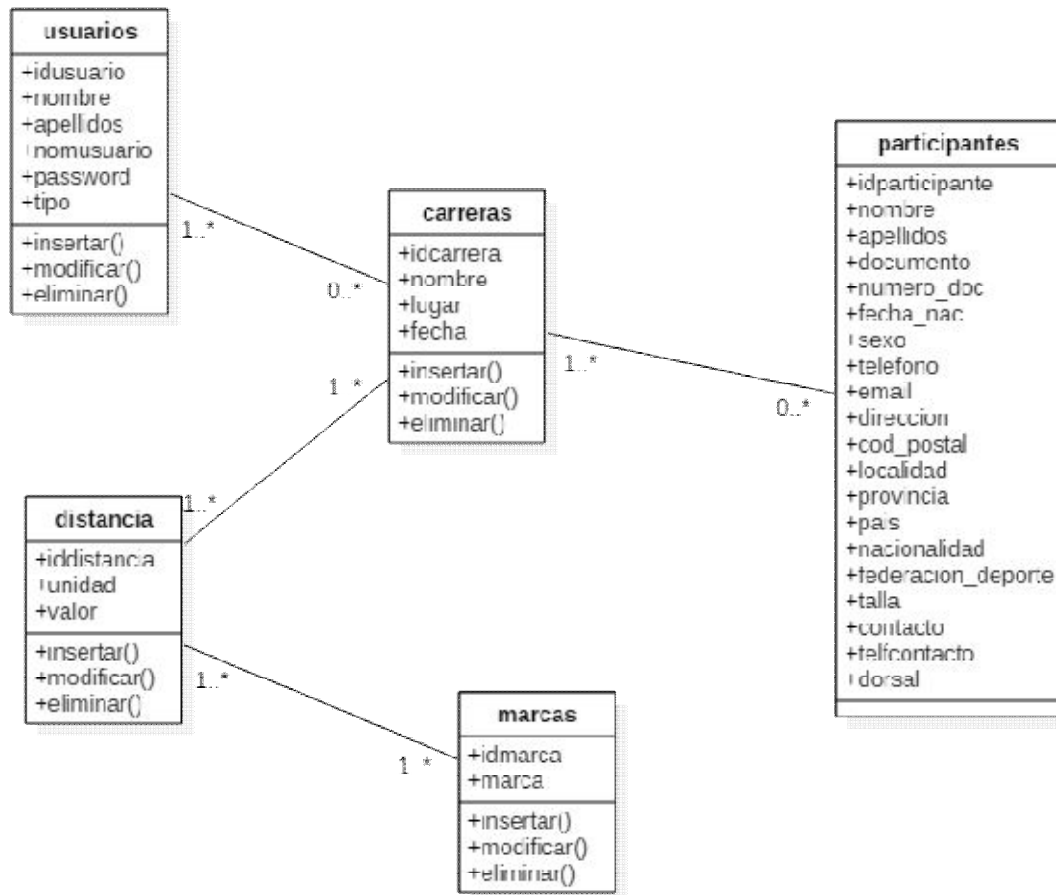 usuarios
+idusuario
+nombre
+apellidos
+nomusuario
+password
+tipo
+insertar()
+modificar()
+eliminar()
1..*
0..*
carreras
+idcarrera
+nombre
+lugar
+fecha
+insertar()
+modificar()
+eliminar()
1..*
0..*
participantes
+idparticipante
+nombre
+apellidos
+documento
+numero_doc
+fecha_nac
+sexo
+telefono
+email
+direccion
+cod_postal
+localidad
+provincia
+pais
+nacionalidad
+federacion_deporte
+talla
+contacto
+telfcontacto
+dorsal
1..*
1..*
distancia
+iddistancia
+unidad
+valor
+insertar()
+modificar()
+eliminar()
1..*
1..*
marcas
+idmarca
+marca
+insertar()
+modificar()
+eliminar()